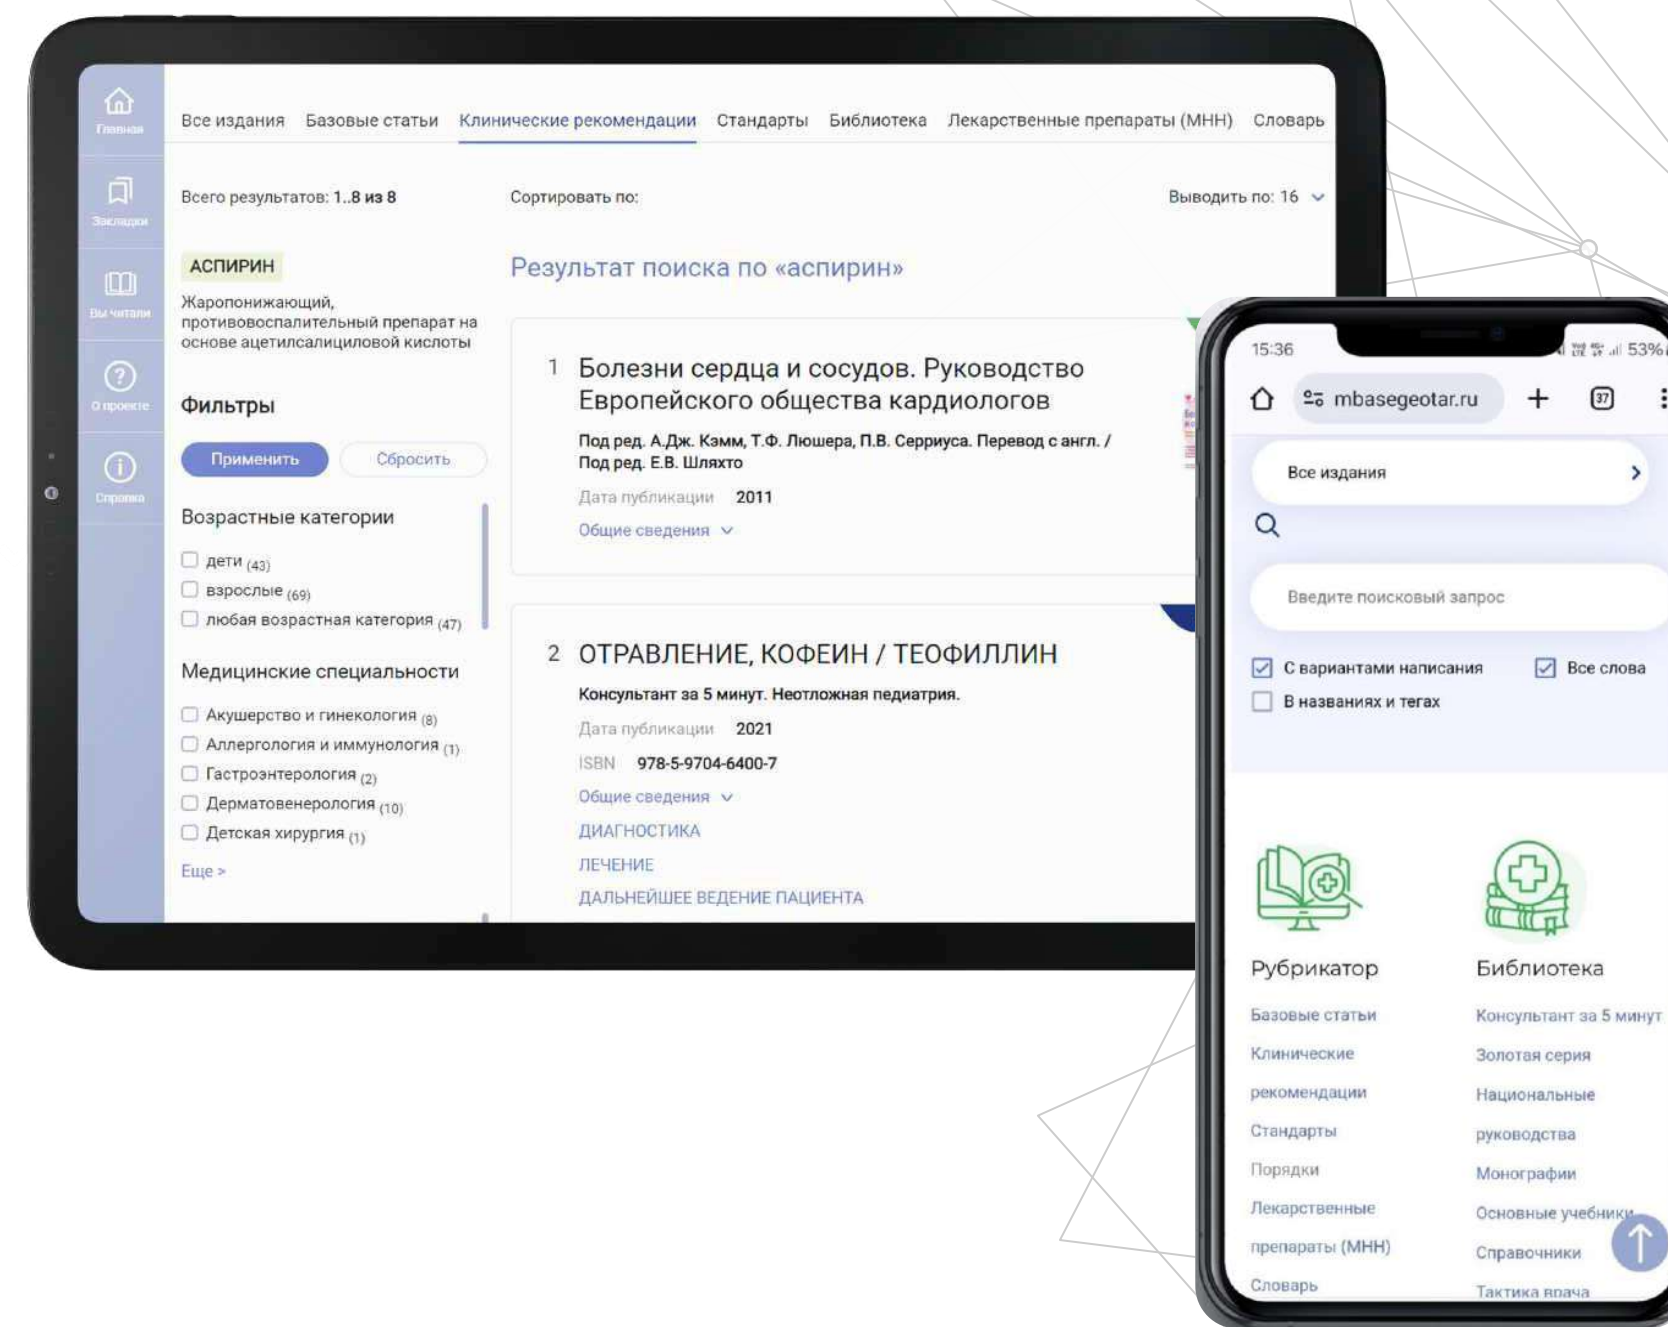 Главная
Закладки
Вы читали
О проекте
Справка
Все издания Базовые статьи Клинические рекомендации Стандарты Библиотека Лекарственные препараты (МНН) Словарь
Всего результатов: 1..8 из 8
Сортировать по:
Выводить по: 16
АСПИРИН
Жаропонижающий,
противовоспалительный препарат на
основе ацетилсалициловой кислоты
Фильтры
Применить Сбросить
Возрастные категории
дети (43)
взрослые (69)
любая возрастная категория (47)
Медицинские специальности
Акушерство и гинекология (8)
Аллергология и иммунология (1)
Гастроэнтерология (2)
Дерматовенерология (10)
Детская хирургия (1)
Еще >
Результат поиска по «аспирин»
1 Болезни сердца и сосудов. Руководство
Европейского общества кардиологов
Под ред. А.Дж. Кэмм, Т.Ф. Люшера, П.В. Серриуса. Перевод с англ. /
Под ред. Е.В. Шляхто
Дата публикации 2011
Общие сведения
2 ОТРАВЛЕНИЕ, КОФЕИН / ТЕОФИЛЛИН
Консультант за 5 минут. Неотложная педиатрия.
Дата публикации 2021
ISBN 978-5-9704-6400-7
Общие сведения
ДИАГНОСТИКА
ЛЕЧЕНИЕ
ДАЛЬНЕЙШЕЕ ВЕДЕНИЕ ПАЦИЕНТА
15:36
53%
mbasegeotar.ru
37
Все издания
Введите поисковый запрос
С вариантами написания Все слова
В названиях и тегах
Рубрикатор
Базовые статьи
Клинические
рекомендации
Стандарты
Порядки
Лекарственные
препараты (МНН)
Словарь
Библиотека
Консультант за 5 минут
Золотая серия
Национальные
руководства
Монографии
Основные учебники
Справочники
Тактика врача